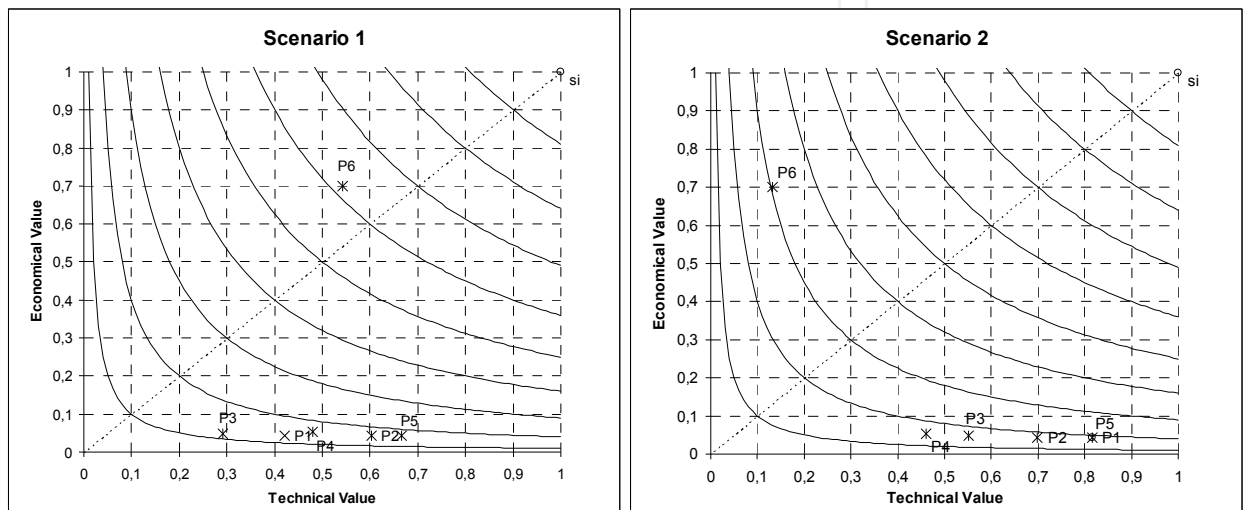 Scenario 1
Economical Value
1
0,9
0,8
0,7
0,6
0,5
0,4
0,3
0,2
0,1
0
si
P6
P3
P1
P4
P2
P5
0 0,1 0,2 0,3 0,4 0,5 0,6 0,7 0,8 0,9 1
Technical Value
Scenario 2
Economical Value
1
0,9
0,8
0,7
0,6
0,5
0,4
0,3
0,2
0,1
0
si
P6
P4
P3
P2
P5
P1
0 0,1 0,2 0,3 0,4 0,5 0,6 0,7 0,8 0,9 1
Technical Value